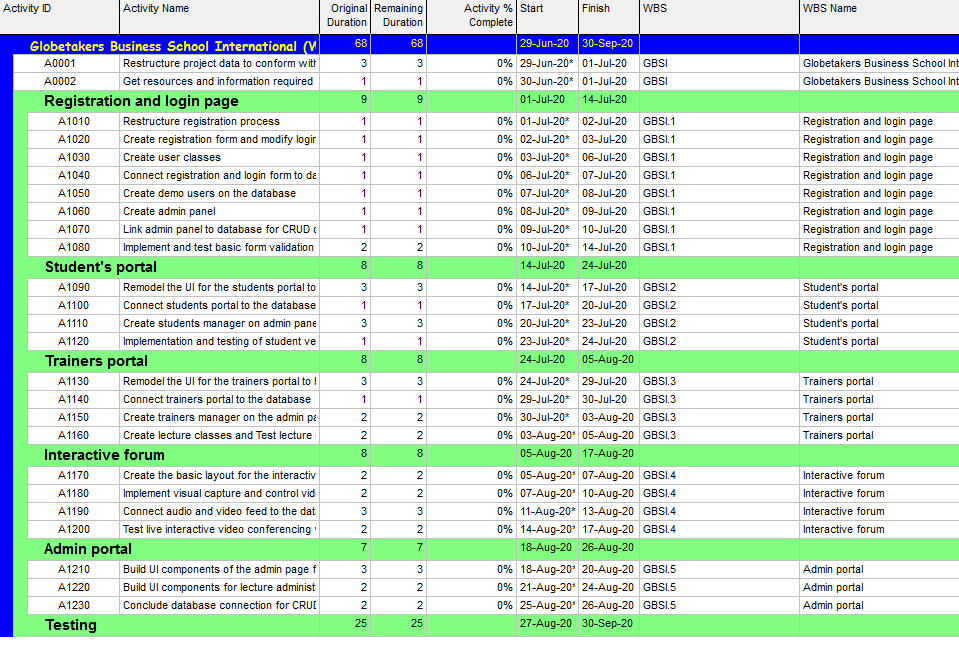 Activity ID Activity Name Original Duration Remaining Duration Activity % Complete Start Finish WBS WBS Name
Globetakers Business School International (W 68 68 29-Jun-20 30-Sep-20
A0001 Restructure project data to conform with 3 3 0% 29-Jun-20* 01-Jul-20 GBSI Globetakers Business School Int
A0002 Get resources and information required 1 1 0% 30-Jun-20* 01-Jul-20 GBSI Globetakers Business School Int
Registration and login page 9 9 01-Jul-20 14-Jul-20
A1010 Restructure registration process 1 1 0% 01-Jul-20* 02-Jul-20 GBSI.1 Registration and login page
A1020 Create registration form and modify login 1 1 0% 02-Jul-20* 03-Jul-20 GBSI.1 Registration and login page
A1030 Create user classes 1 1 0% 03-Jul-20* 06-Jul-20 GBSI.1 Registration and login page
A1040 Connect registration and login form to da 1 1 0% 06-Jul-20* 07-Jul-20 GBSI.1 Registration and login page
A1050 Create demo users on the database 1 1 0% 07-Jul-20* 08-Jul-20 GBSI.1 Registration and login page
A1060 Create admin panel 1 1 0% 08-Jul-20* 09-Jul-20 GBSI.1 Registration and login page
A1070 Link admin panel to database for CRUD 1 1 0% 09-Jul-20* 10-Jul-20 GBSI.1 Registration and login page
A1080 Implement and test basic form validation 2 2 0% 10-Jul-20* 14-Jul-20 GBSI.1 Registration and login page
Student's portal 8 8 14-Jul-20 24-Jul-20
A1090 Remodel the UI for the students portal to 3 3 0% 14-Jul-20* 17-Jul-20 GBSI.2 Student's portal
A1100 Connect students portal to the database 1 1 0% 17-Jul-20* 20-Jul-20 GBSI.2 Student's portal
A1110 Create students manager on admin pane 3 3 0% 20-Jul-20* 23-Jul-20 GBSI.2 Student's portal
A1120 Implementation and testing of student ve 1 1 0% 23-Jul-20* 24-Jul-20 GBSI.2 Student's portal
Trainers portal 8 8 24-Jul-20 05-Aug-20
A1130 Remodel the UI for the trainers portal to 3 3 0% 24-Jul-20* 29-Jul-20 GBSI.3 Trainers portal
A1140 Connect trainers portal to the database 1 1 0% 29-Jul-20* 30-Jul-20 GBSI.3 Trainers portal
A1150 Create trainers manager on the admin pa 2 2 0% 30-Jul-20* 03-Aug-20 GBSI.3 Trainers portal
A1160 Create lecture classes and Test lecture 2 2 0% 03-Aug-20* 05-Aug-20 GBSI.3 Trainers portal
Interactive forum 8 8 05-Aug-20 17-Aug-20
A1170 Create the basic layout for the interactiv 2 2 0% 05-Aug-20* 07-Aug-20 GBSI.4 Interactive forum
A1180 Implement visual capture and control vid 2 2 0% 07-Aug-20* 10-Aug-20 GBSI.4 Interactive forum
A1190 Connect audio and video feed to the dat 2 2 0% 11-Aug-20* 13-Aug-20 GBSI.4 Interactive forum
A1200 Test live interactive video conferencing 2 2 0% 14-Aug-20* 17-Aug-20 GBSI.4 Interactive forum
Admin portal 7 7 18-Aug-20 26-Aug-20
A1210 Build UI components of the admin page f 3 3 0% 18-Aug-20* 20-Aug-20 GBSI.5 Admin portal
A1220 Build UI components for lecture administ 2 2 0% 21-Aug-20* 24-Aug-20 GBSI.5 Admin portal
A1230 Conclude database connection for CRUD 2 2 0% 25-Aug-20* 26-Aug-20 GBSI.5 Admin portal
Testing 25 25 27-Aug-20 30-Sep-20